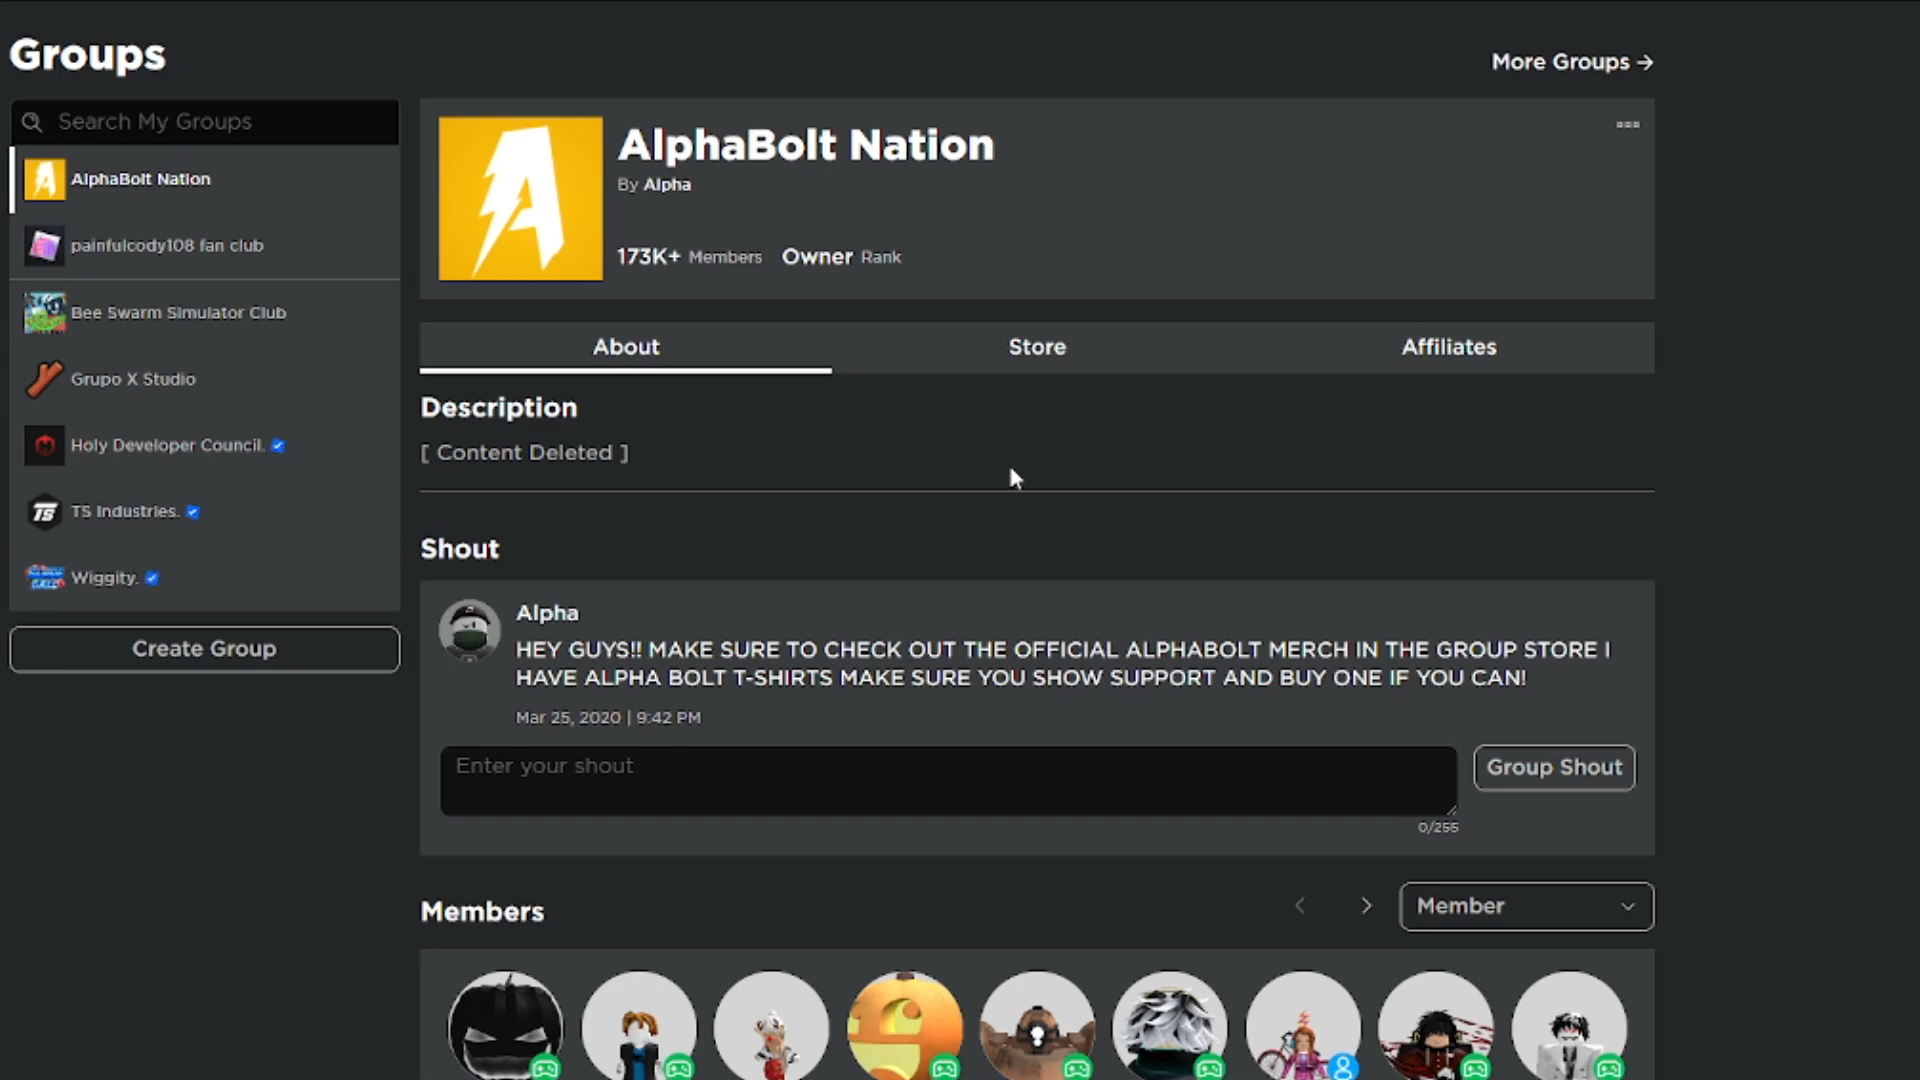 Groups
More Groups →
Search My Groups
AlphaBolt Nation
painfulcody108 fan club
Bee Swarm Simulator Club
Grupo X Studio
Holy Developer Council.
TS Industries.
Wiggity.
Create Group
A
AlphaBolt Nation
By Alpha
173K+ Members Owner Rank
About Store Affiliates
Description
[ Content Deleted ]
Shout
Alpha
HEY GUYS!! MAKE SURE TO CHECK OUT THE OFFICIAL ALPHABOLT MERCH IN THE GROUP STORE I
HAVE ALPHA BOLT T-SHIRTS MAKE SURE YOU SHOW SUPPORT AND BUY ONE IF YOU CAN!
Mar 25, 2020 | 9:42 PM
Enter your shout
Group Shout
0/255
Members
Member